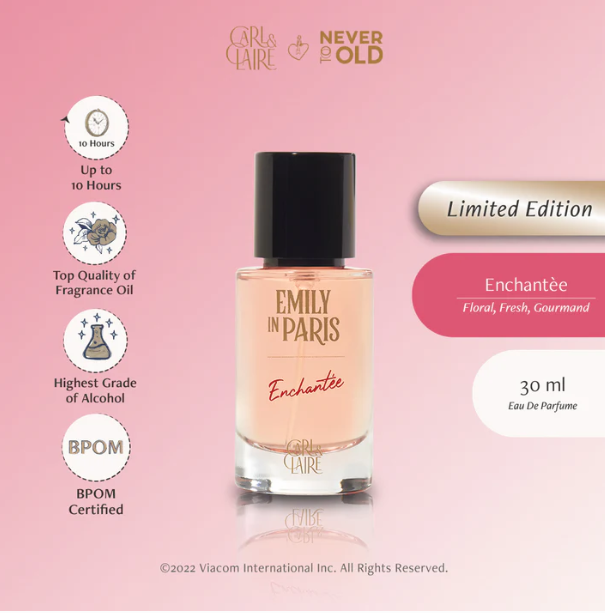 CARL &
CLAIRE
NEVER
TOO OLD
10 Hours
Up to
10 Hours
Top Quality of
Fragrance Oil
Highest Grade
of Alcohol
BPOM
BPOM
Certified
EMILY
IN PARIS
Enchantée
CARL &
CLAIRE
Limited Edition
Enchantèe
Floral, Fresh, Gourmand
30 ml
Eau De Parfume
©2022 Viacom International Inc. All Rights Reserved.